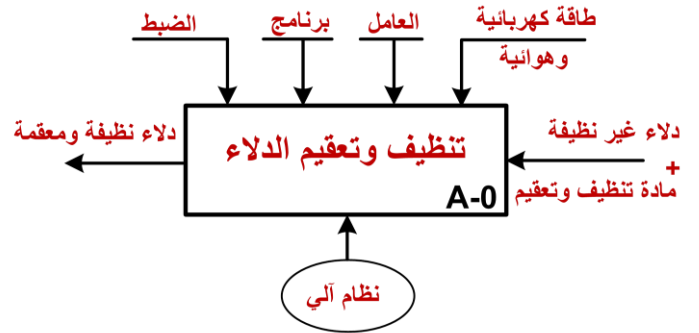 طاقة كهربائية
وهوائية
العامل
برنامج
الضبط
دلاء غير نظيفة
+
مادة تنظيف وتعقيم
تنظيف وتعقيم الدلاء
A-0
دلاء نظيفة ومعقمة
نظام آلي